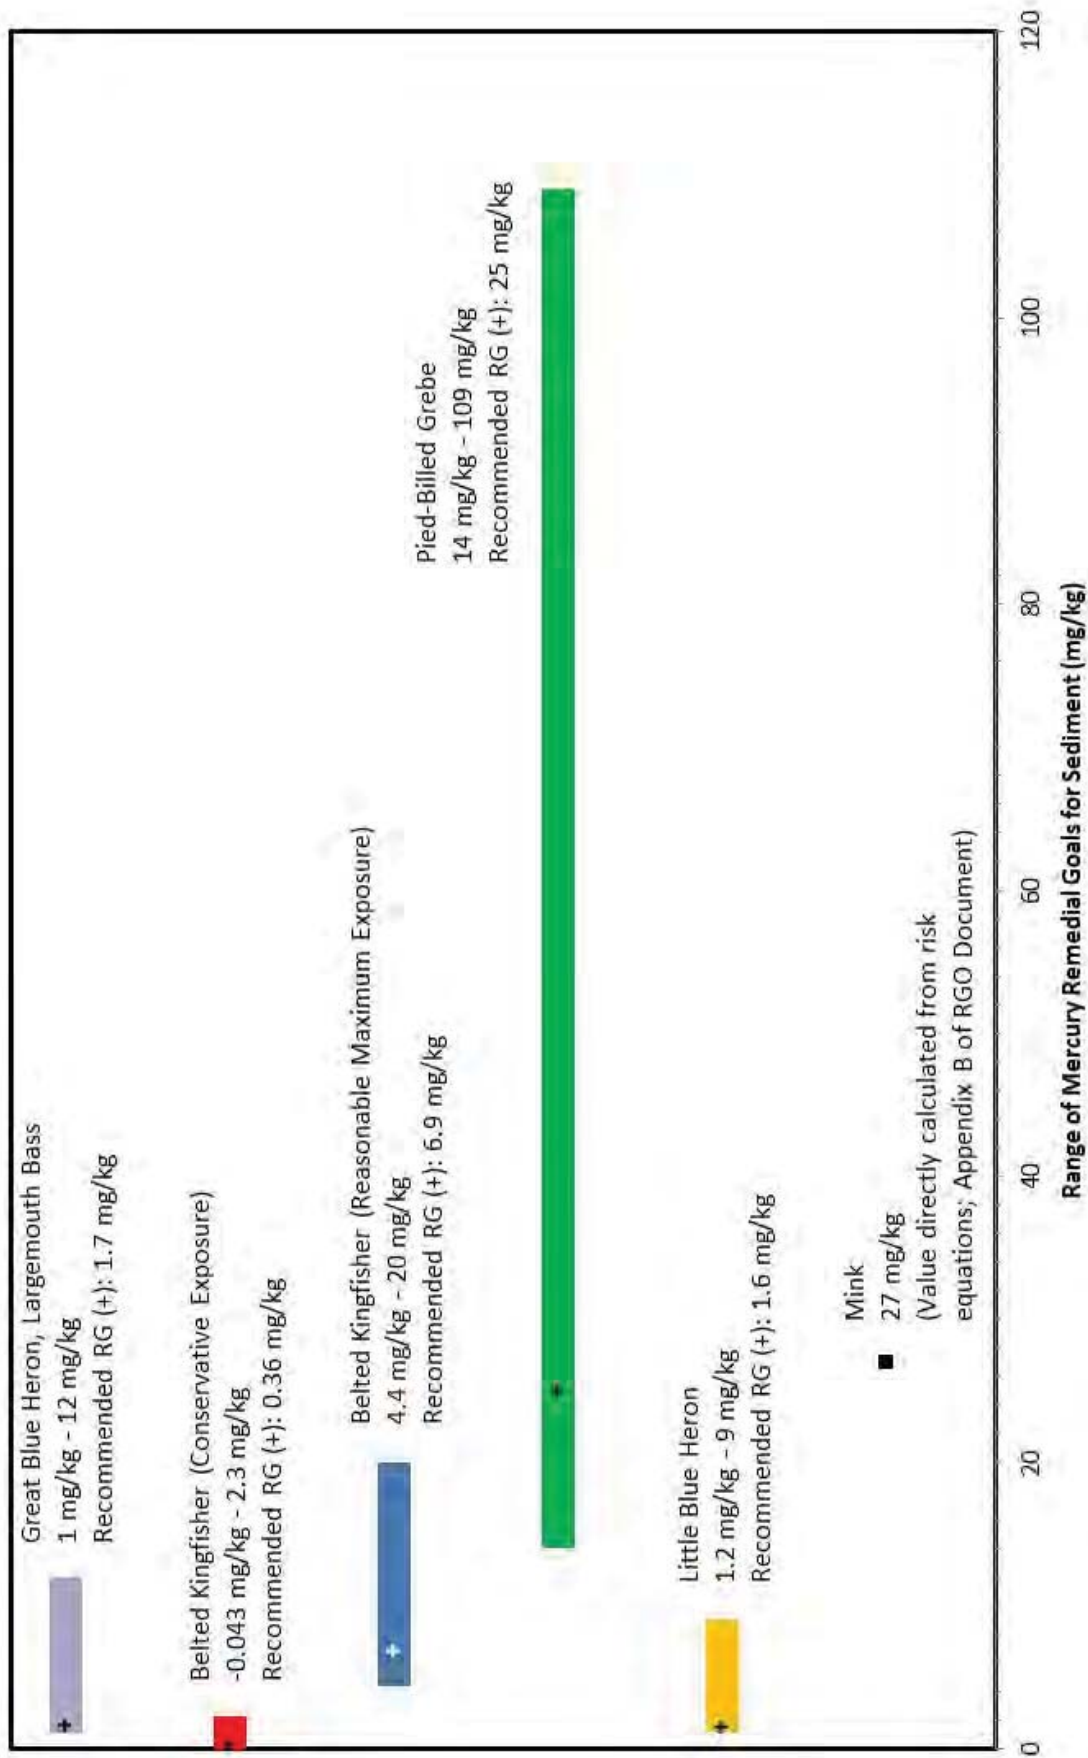 Great Blue Heron, Largemouth Bass
1 mg/kg - 12 mg/kg
Recommended RG (+): 1.7 mg/kg
Belted Kingfisher (Conservative Exposure)
-0.043 mg/kg - 2.3 mg/kg
Recommended RG (+): 0.36 mg/kg
Belted Kingfisher (Reasonable Maximum Exposure)
4.4 mg/kg - 20 mg/kg
Recommended RG (+): 6.9 mg/kg
Pied-Billed Grebe
14 mg/kg - 109 mg/kg
Recommended RG (+): 25 mg/kg
Little Blue Heron
1.2 mg/kg - 9 mg/kg
Recommended RG (+): 1.6 mg/kg
Mink
27 mg/kg
(Value directly calculated from risk
equations; Appendix B of RGO Document)
0 20 40 60 80 100 120
Range of Mercury Remedial Goals for Sediment (mg/kg)